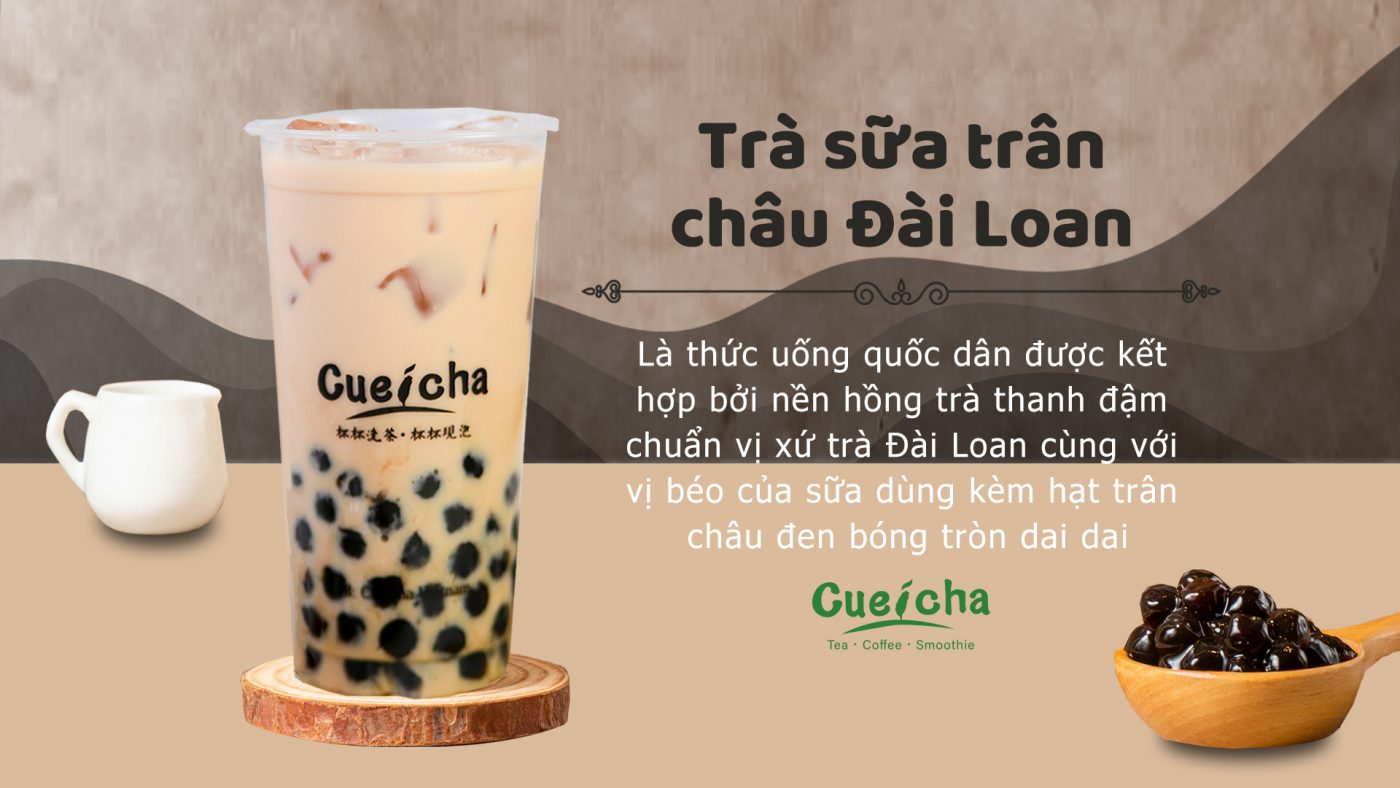 Trà sữa trân
châu Đài Loan
Là thức uống quốc dân được kết
hợp bởi nền hồng trà thanh đậm
chuẩn vị xứ trà Đài Loan cùng với
vị béo của sữa dùng kèm hạt trân
châu đen bóng tròn dai dai
Cueicha
Tea · Coffee · Smoothie
Cueicha
杯杯洗茶·杯杯现泡